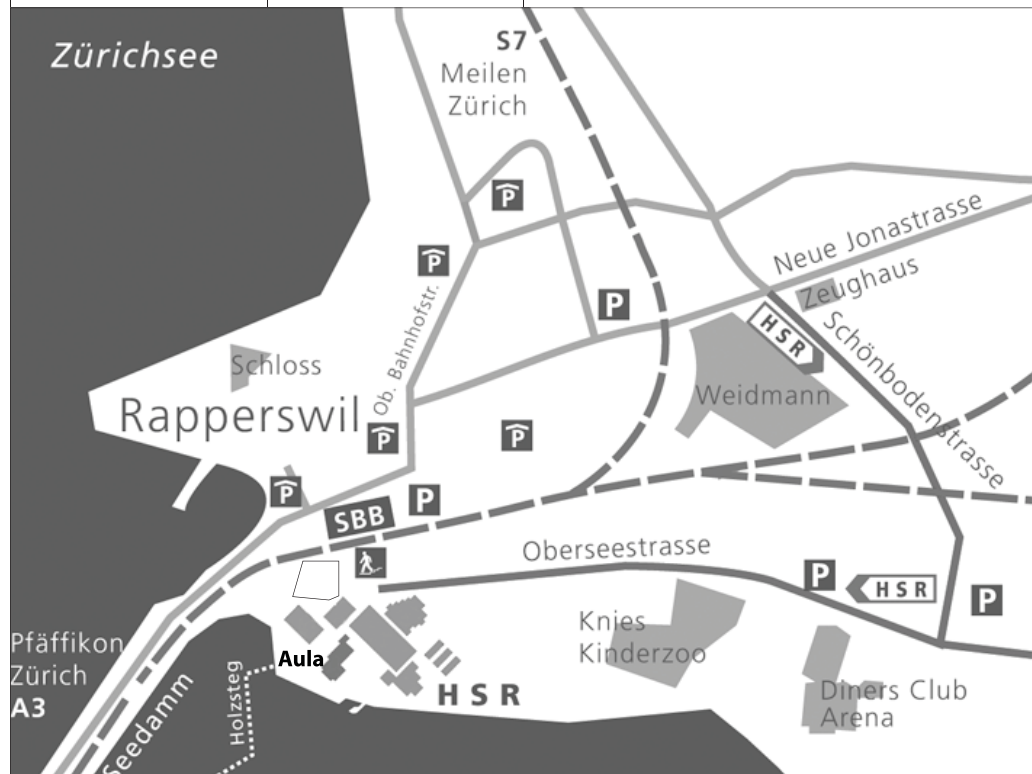 Zürichsee
S7
Meilen
Zürich
P
P
P
Neue Jonastrasse
Zeughaus
HSR
Schönbodenstrasse
Ob. Bahnhofstr.
Schloss
Weidmann
Rapperswil
P
P
P
P
SBB
Oberseestrasse
P
HSR
P
Knies
Kinderzoo
Pfäffikon
Zürich
A3
Aula
HSR
Holzsteg
Seedamm
Diners Club
Arena